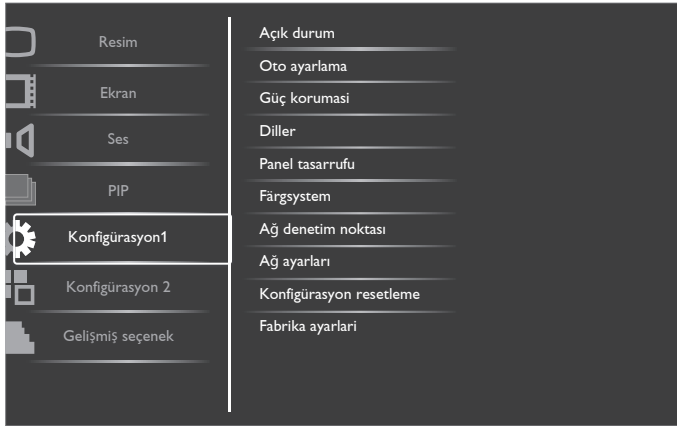 Resim
Ekran
Ses
PIP
Konfigürasyon1
Konfigürasyon 2
Gelişmiş seçenek
Açık durum
Oto ayarlama
Güç korumasi
Diller
Panel tasarrufu
Färgsystem
Ağ denetim noktası
Ağ ayarları
Konfigürasyon resetleme
Fabrika ayarlari